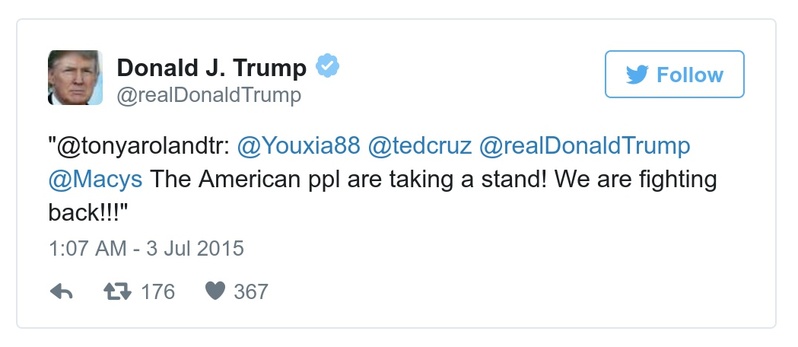 Donald J. Trump
Follow
@realDonaldTrump
"@tonyarolandtr: @Youxia88 @tedcruz @realDonaldTrump
@Macys The American ppl are taking a stand! We are fighting
back!!!"
1:07 AM - 3 Jul 2015
176 367